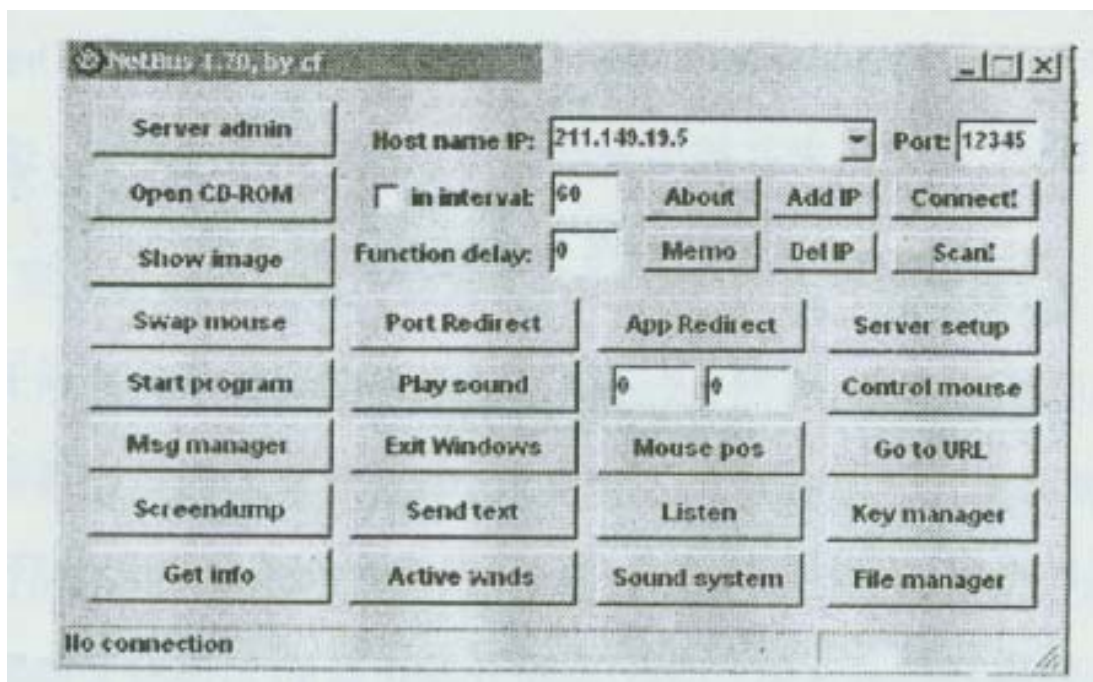 NetBus 1.70, by cf
Server admin
Host name IP: 211.149.19.5
Port: 12345
Open CD-ROM
in interval: 60
About
Add IP
Connect!
Show image
Function delay: 0
Memo
Del IP
Scan!
Swap mouse
Port Redirect
App Redirect
Server setup
Start program
Play sound
0
0
Control mouse
Msg manager
Exit Windows
Mouse pos
Go to URL
Screendump
Send text
Listen
Key manager
Get info
Active wnds
Sound system
File manager
No connection